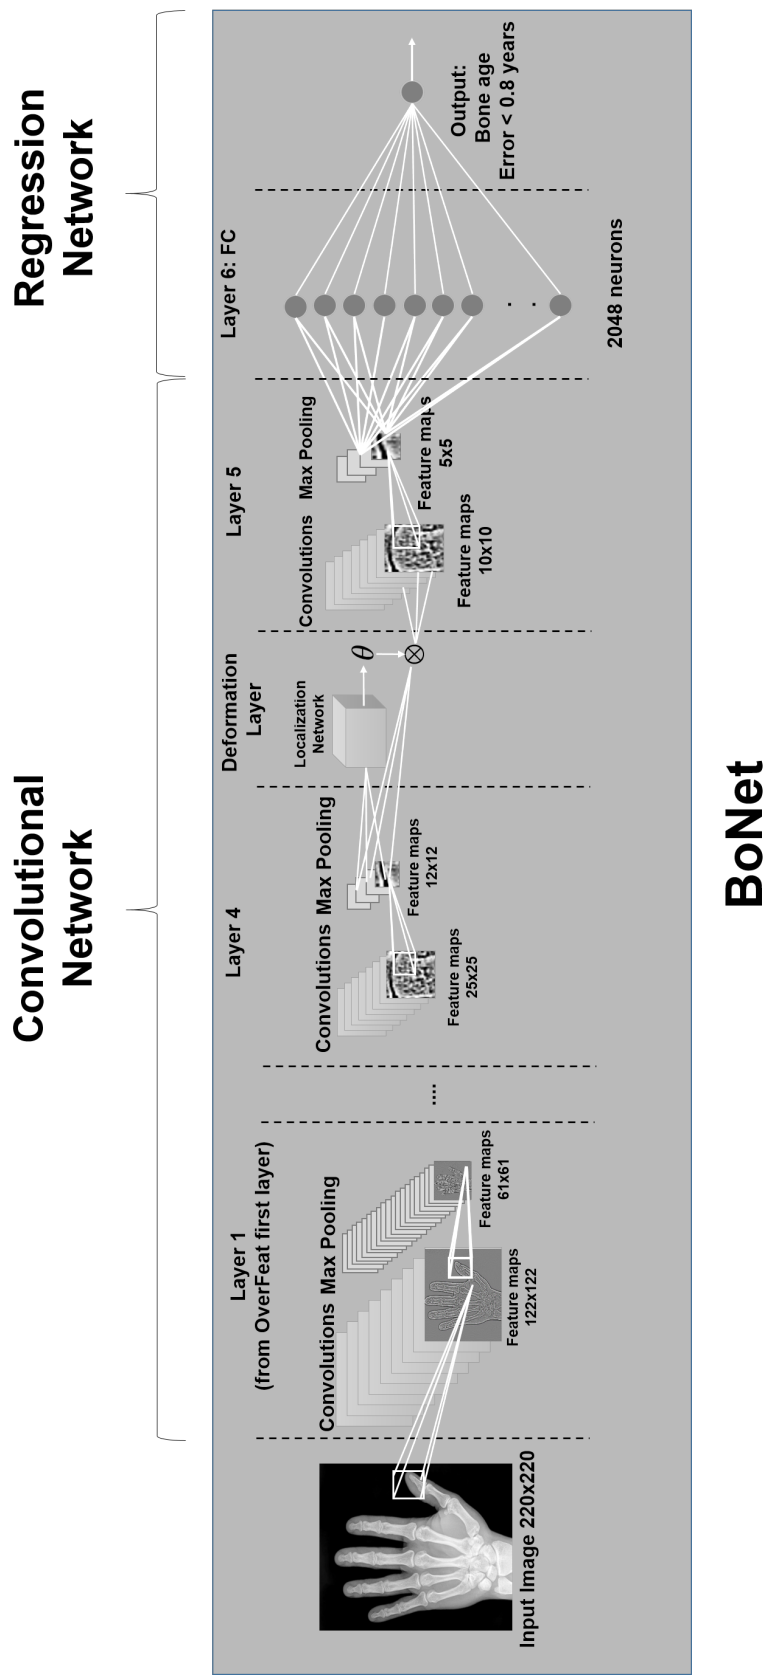 Convolutional
Network
Regression
Network
Input Image 220x220
Layer 1
(from OverFeat first layer)
Convolutions
Max Pooling
Feature maps
122x122
Feature maps
61x61
....
Layer 4
Convolutions
Max Pooling
Feature maps
25x25
Feature maps
12x12
Deformation
Layer
Localization
Network
θ
Layer 5
Convolutions
Max Pooling
Feature maps
10x10
Feature maps
5x5
Layer 6: FC
. .
2048 neurons
Output:
Bone age
Error < 0.8 years
BoNet